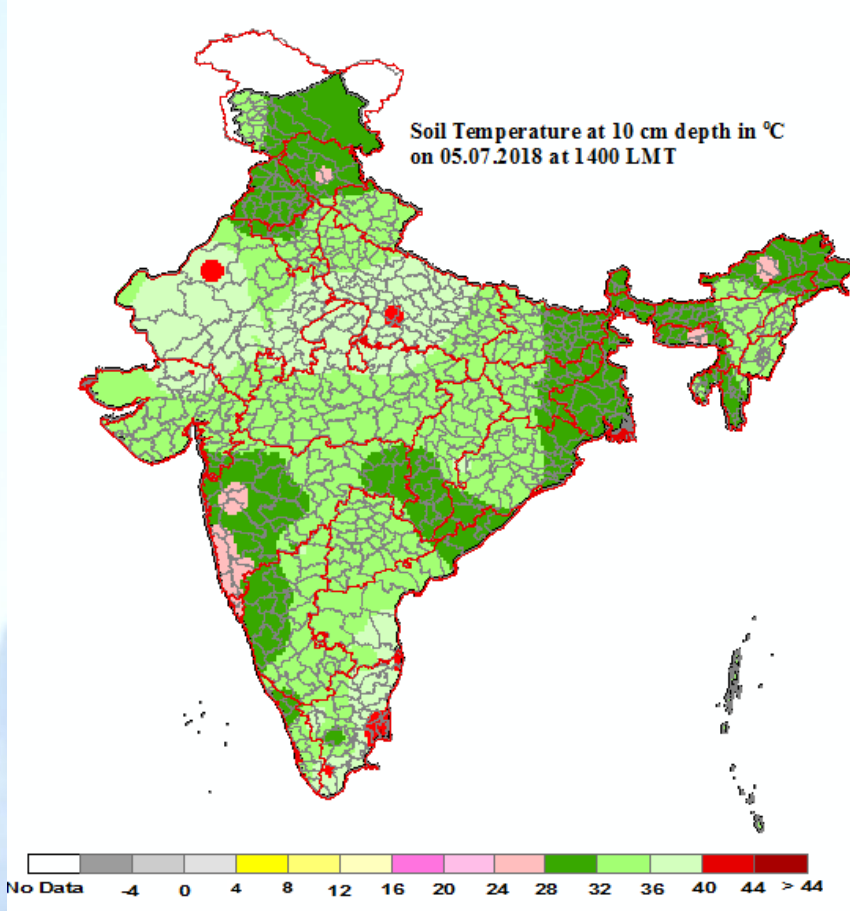 Soil Temperature at 10 cm depth in ⁰C
on 05.07.2018 at 1400 LMT
No Data -4 0 4 8 12 16 20 24 28 32 36 40 44 > 44